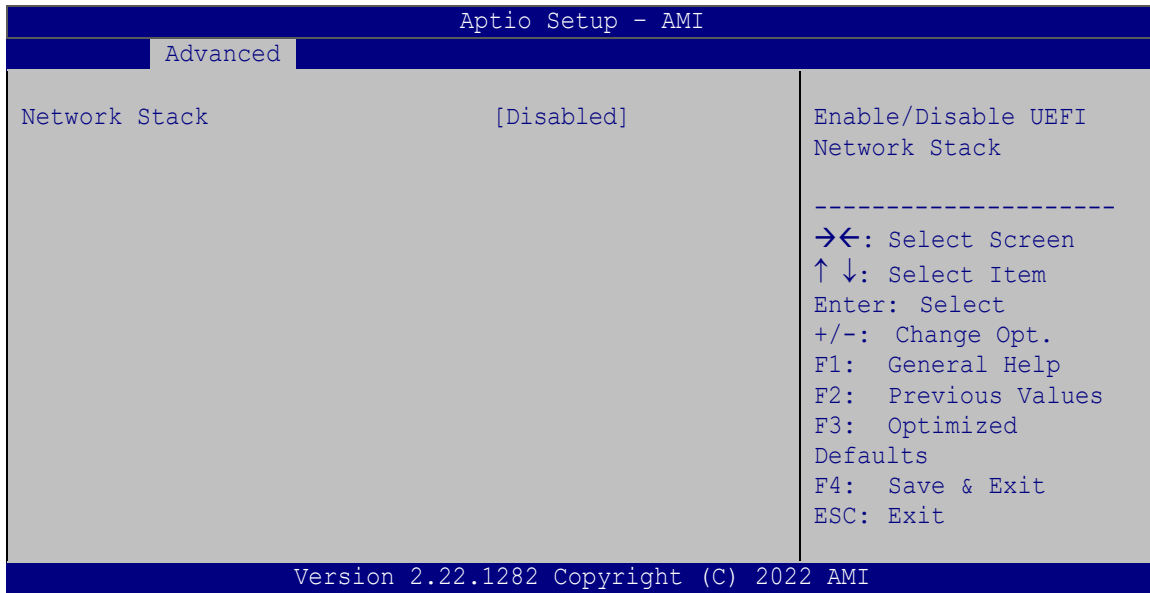 Aptio Setup – AMI
Advanced
Network Stack [Disabled]
Enable/Disable UEFI
Network Stack
---------------------
→←: Select Screen
↑ ↓: Select Item
Enter: Select
+/-: Change Opt.
F1: General Help
F2: Previous Values
F3: Optimized
Defaults
F4: Save & Exit
ESC: Exit
Version 2.22.1282 Copyright (C) 2022 AMI